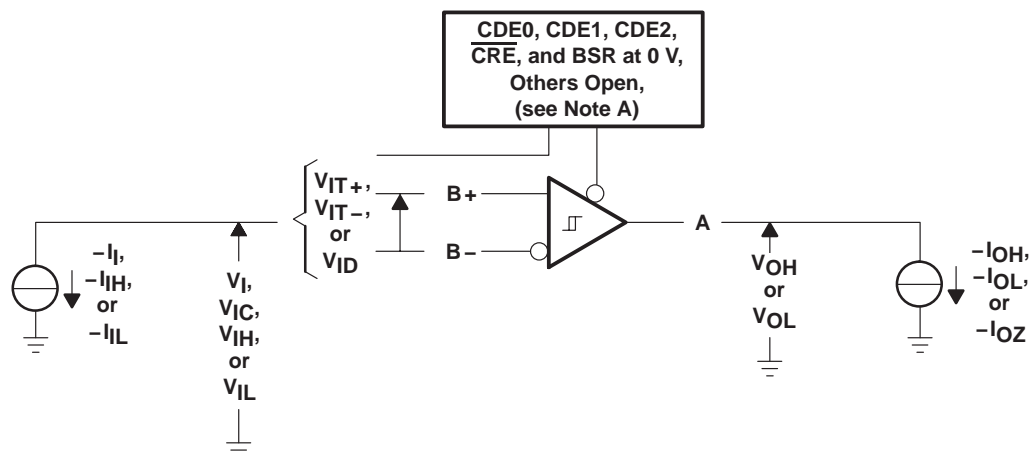 CDE0, CDE1, CDE2,
CRE, and BSR at 0 V,
Others Open,
(see Note A)
VIT+,
VIT−,
or
VID
B+
B−
A
−II,
−IIH,
or
−IIL
VI,
VIC,
VIH,
or
VIL
VOH
or
VOL
−IOH,
−IOL,
or
−IOZ